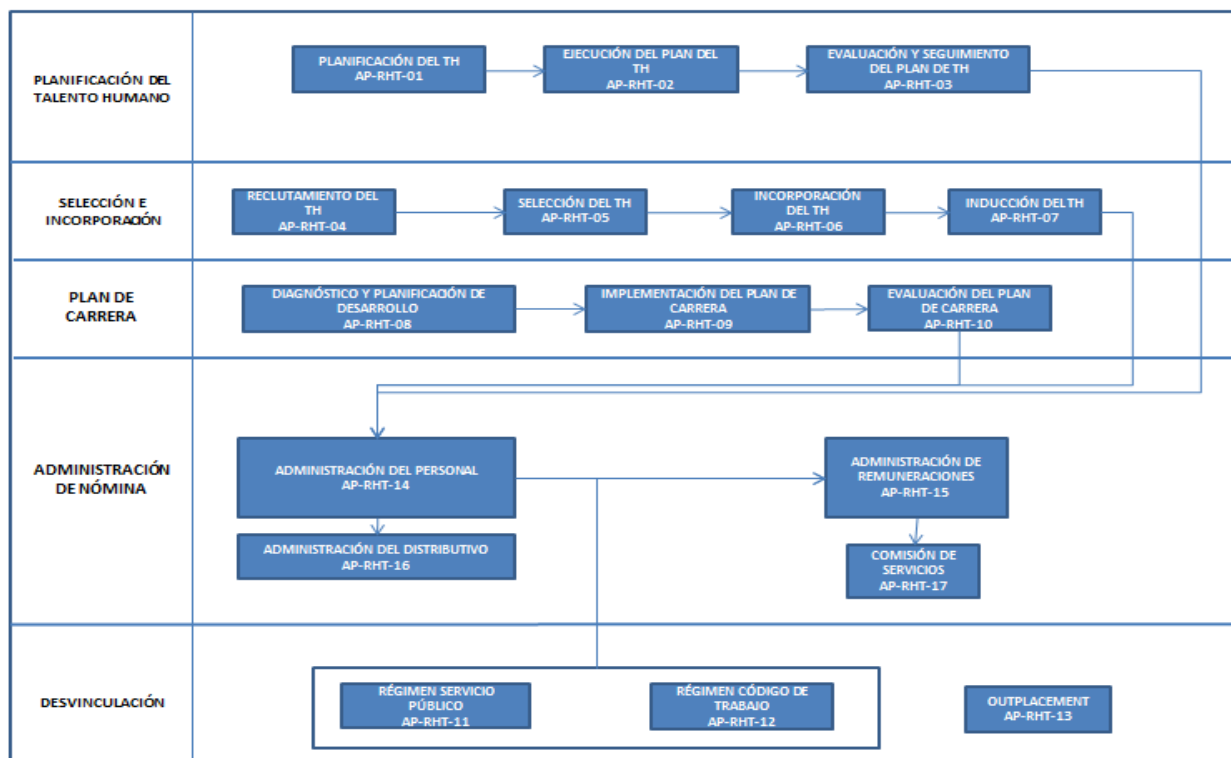 PLANIFICACIÓN DEL
TALENTO HUMANO
PLANIFICACIÓN DEL TH
AP-RHT-01
EJECUCIÓN DEL PLAN DEL
TH
AP-RHT-02
EVALUACIÓN Y SEGUIMIENTO
DEL PLAN DE TH
AP-RHT-03
SELECCIÓN E
INCORPORACIÓN
RECLUTAMIENTO DEL
TH
AP-RHT-04
SELECCIÓN DEL TH
AP-RHT-05
INCORPORACIÓN
DEL TH
AP-RHT-06
INDUCCIÓN DEL TH
AP-RHT-07
PLAN DE
CARRERA
DIAGNÓSTICO Y PLANIFICACIÓN DE
DESARROLLO
AP-RHT-08
IMPLEMENTACIÓN DEL PLAN DE
CARRERA
AP-RHT-09
EVALUACIÓN DEL PLAN
DE CARRERA
AP-RHT-10
ADMINISTRACIÓN
DE NÓMINA
ADMINISTRACIÓN DEL PERSONAL
AP-RHT-14
ADMINISTRACIÓN DE
REMUNERACIONES
AP-RHT-15
ADMINISTRACIÓN DEL DISTRIBUTIVO
AP-RHT-16
COMISIÓN DE
SERVICIOS
AP-RHT-17
DESVINCULACIÓN
RÉGIMEN SERVICIO
PÚBLICO
AP-RHT-11
RÉGIMEN CÓDIGO DE
TRABAJO
AP-RHT-12
OUTPLACEMENT
AP-RHT-13